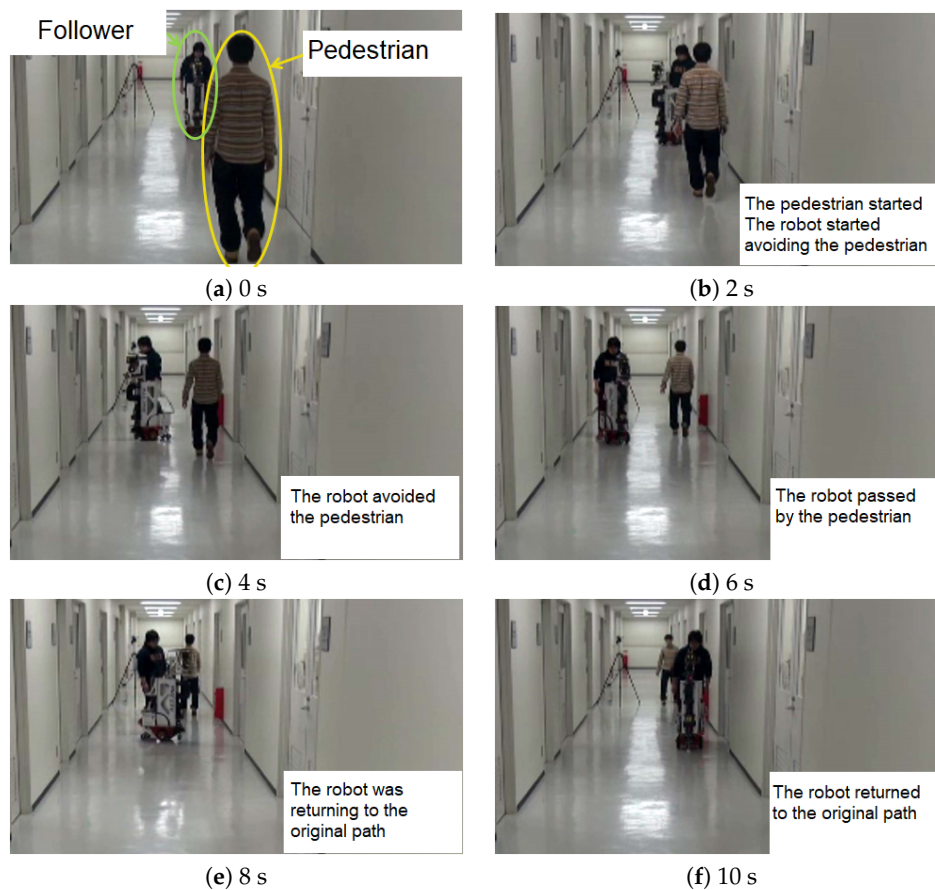 Follower
Pedestrian
(a) 0 s
The pedestrian started
The robot started
avoiding the pedestrian
(b) 2 s
The robot avoided
the pedestrian
(c) 4 s
The robot passed
by the pedestrian
(d) 6 s
The robot was
returning to the
original path
(e) 8 s
The robot returned
to the original path
(f) 10 s